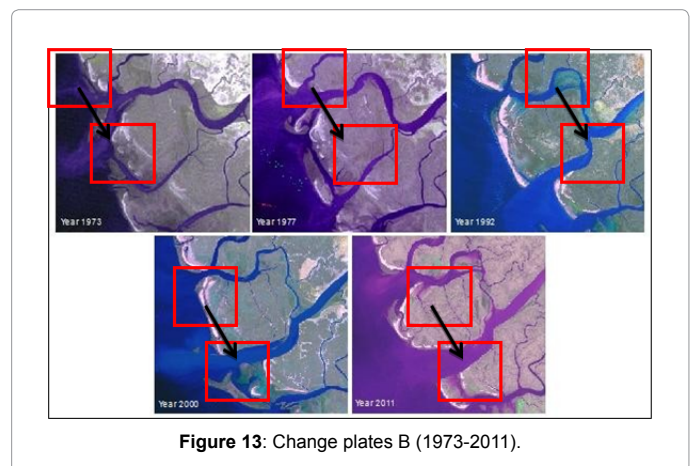 Year 1973
Year 1977
Year 1992
Year 2000
Year 2011
Figure 13: Change plates B (1973-2011).